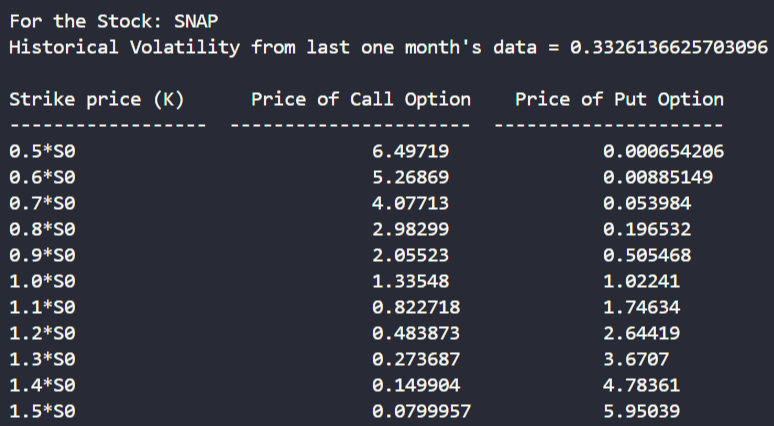 For the Stock: SNAP
Historical Volatility from last one month's data = 0.3326136625703096
Strike price (K) Price of Call Option Price of Put Option
------------------ ---------------------- ---------------------
0.5*S0 6.49719 0.000654206
0.6*S0 5.26869 0.00885149
0.7*S0 4.07713 0.053984
0.8*S0 2.98299 0.196532
0.9*S0 2.05523 0.505468
1.0*S0 1.33548 1.02241
1.1*S0 0.822718 1.74634
1.2*S0 0.483873 2.64419
1.3*S0 0.273687 3.6707
1.4*S0 0.149904 4.78361
1.5*S0 0.0799957 5.95039